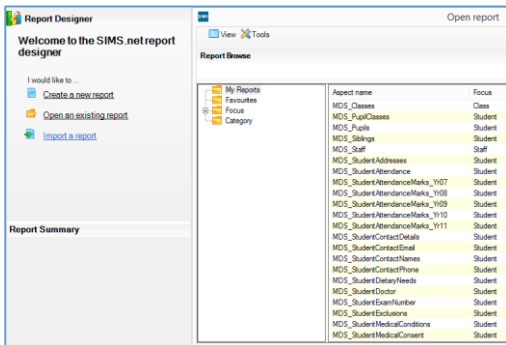 Report Designer
Welcome to the SIMS .net report
designer
I would like to ...
Create a new report
Open an existing report
Import a report
Report Summary
SIMS
Open report
View Tools
Report Browse
My Reports
Favourites
Focus
Category
Aspect name Focus
MDS_Classes Class
MDS_PupilClasses Student
MDS_Pupils Student
MDS_Siblings Student
MDS_Staff Staff
MDS_StudentAddresses Student
MDS_StudentAttendance Student
MDS_StudentAttendanceMarks_Yr07 Student
MDS_StudentAttendanceMarks_Yr08 Student
MDS_StudentAttendanceMarks_Yr09 Student
MDS_StudentAttendanceMarks_Yr10 Student
MDS_StudentAttendanceMarks_Yr11 Student
MDS_StudentContactDetails Student
MDS_StudentContactEmail Student
MDS_StudentContactNames Student
MDS_StudentContactPhone Student
MDS_StudentDietaryNeeds Student
MDS_StudentDoctor Student
MDS_StudentExamNumber Student
MDS_StudentExclusions Student
MDS_StudentMedicalConditions Student
MDS_StudentMedicalConsent Student